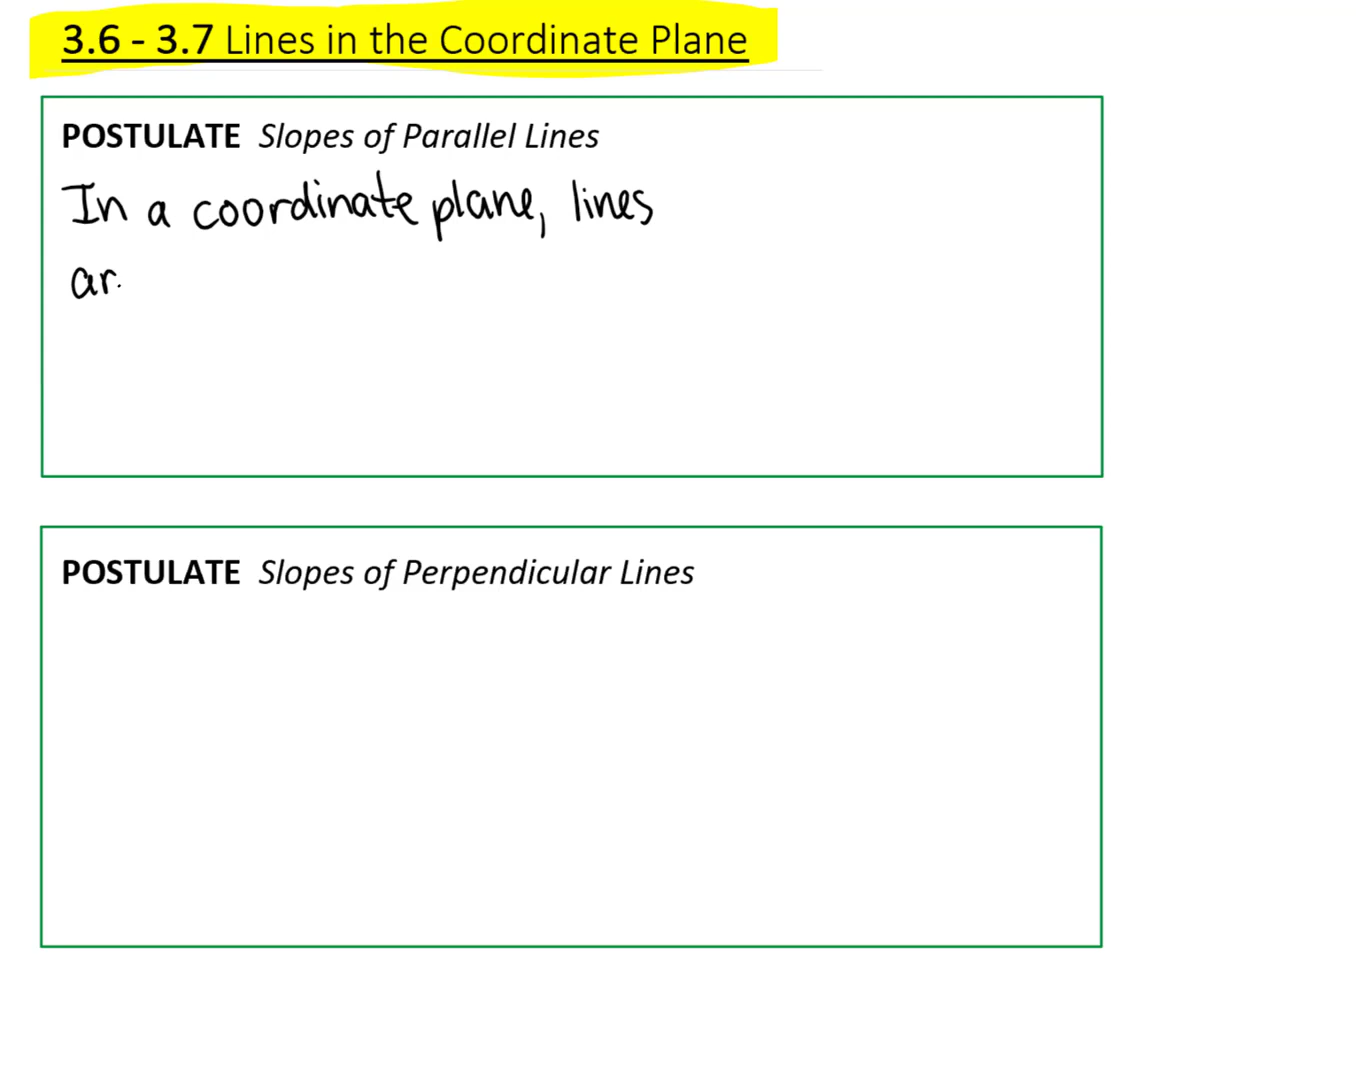 3.6 - 3.7 Lines in the Coordinate Plane
POSTULATE Slopes of Parallel Lines
In a coordinate plane, lines
ar
POSTULATE Slopes of Perpendicular Lines